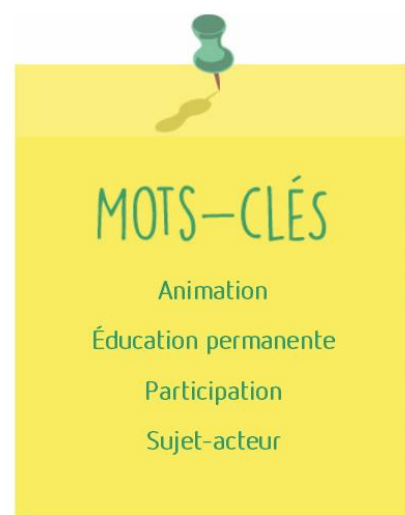 MOTS-CLÉS
Animation
Éducation permanente
Participation
Sujet-acteur